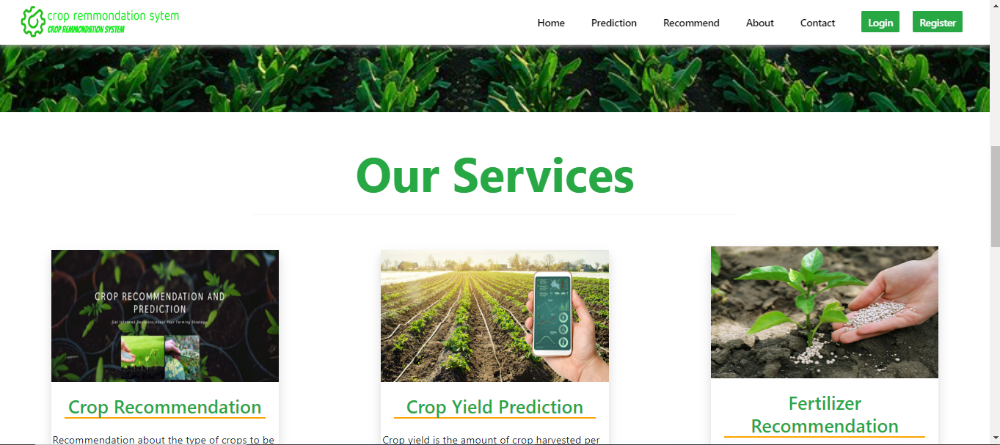 crop remmondation sytem
CROP REMMONDATION SYSTEM
Home
Prediction
Recommend
About
Contact
Login
Register
Our Services
CROP RECOMMENDATION AND
PREDICTION
Get Informed Decisions About Your Farming Strategy.
Crop Recommendation
Recommendation about the type of crops to be
Crop Yield Prediction
Crop yield is the amount of crop harvested per
Fertilizer
Recommendation